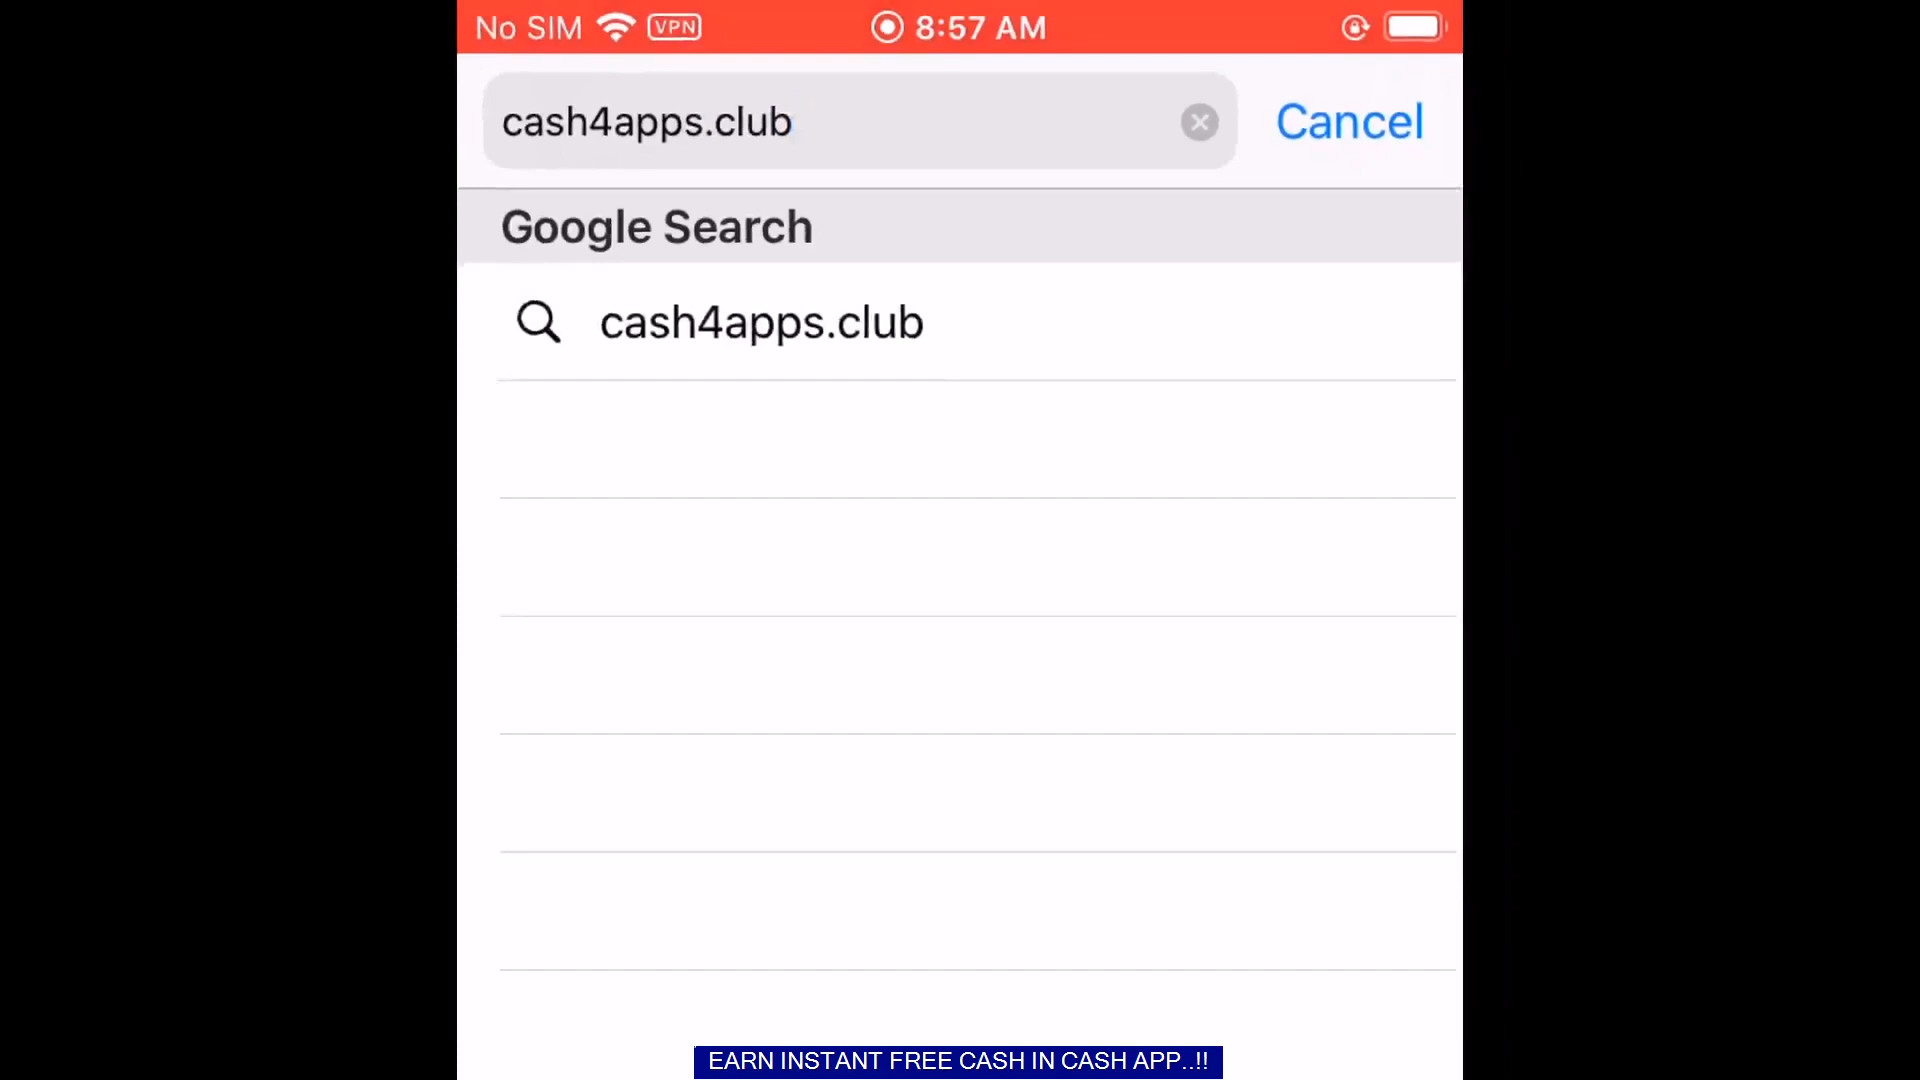 No SIM VPN 8:57 AM
cash4apps.club Cancel
Google Search
cash4apps.club
EARN INSTANT FREE CASH IN CASH APP..!!